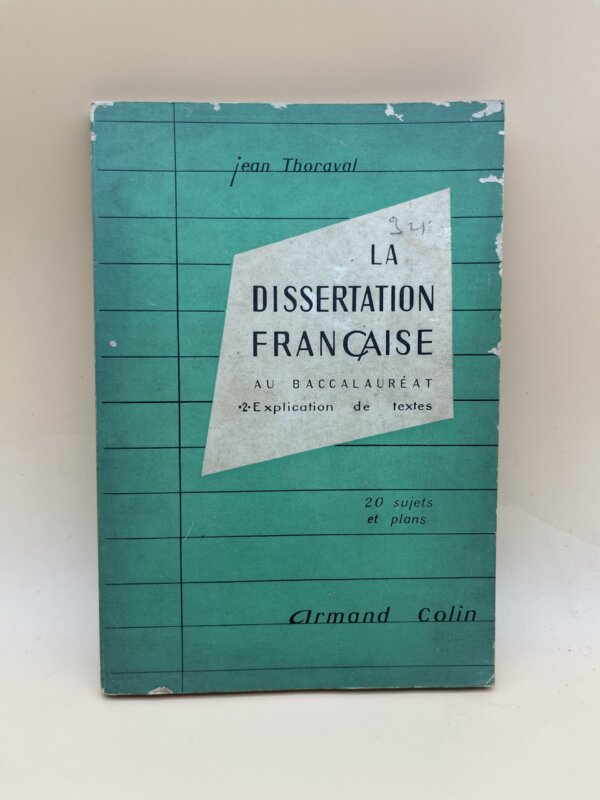 jean Thoraval
LA
DISSERTATION
FRANÇAISE
AU BACCALAURÉAT
•2•Explication de textes
20 sujets
et plans
Armand Colin